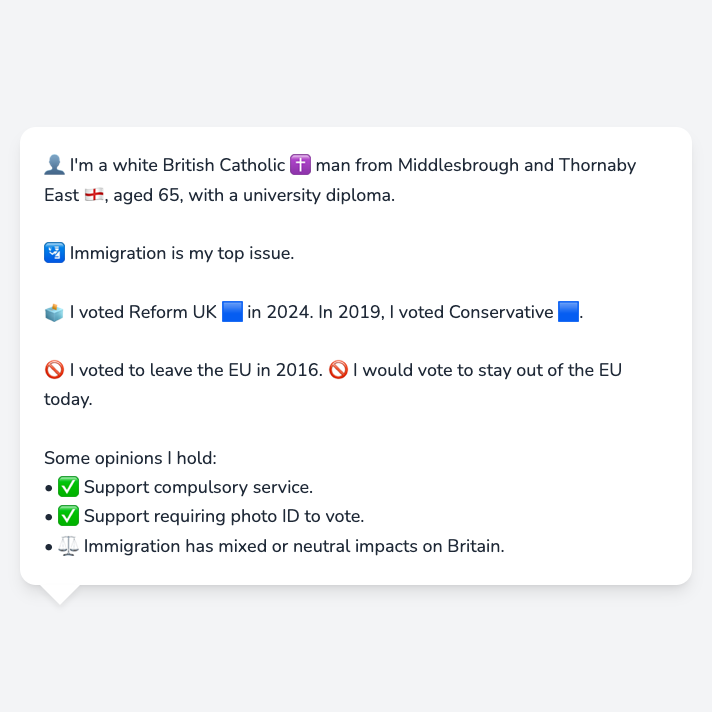 👤 I'm a white British Catholic ✝️ man from Middlesbrough and Thornaby
East 🏴󠁧󠁢󠁥󠁮󠁧󠁿, aged 65, with a university diploma.
🛂 Immigration is my top issue.
🗳️ I voted Reform UK 🟦 in 2024. In 2019, I voted Conservative 🟦.
🚫 I voted to leave the EU in 2016. 🚫 I would vote to stay out of the EU
today.
Some opinions I hold:
• ✅ Support compulsory service.
• ✅ Support requiring photo ID to vote.
• ⚖️ Immigration has mixed or neutral impacts on Britain.